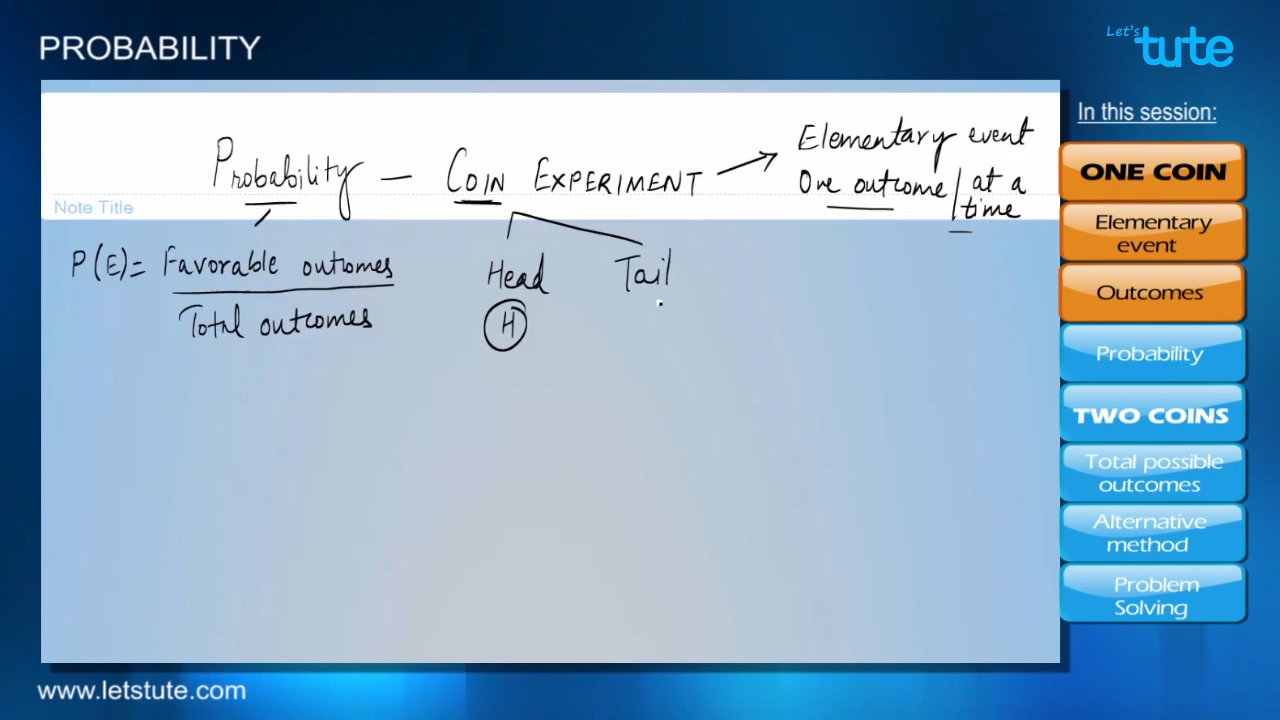 PROBABILITY
Let's
tute
In this session:
Probability — COIN EXPERIMENT → Elementary event
One outcome / at a
time
Note Title
P(E) = Favorable outcomes
Total outcomes
Head Tail
H
ONE COIN
Elementary
event
Outcomes
Probability
TWO COINS
Total possible
outcomes
Alternative
method
Problem
Solving
www.letstute.com